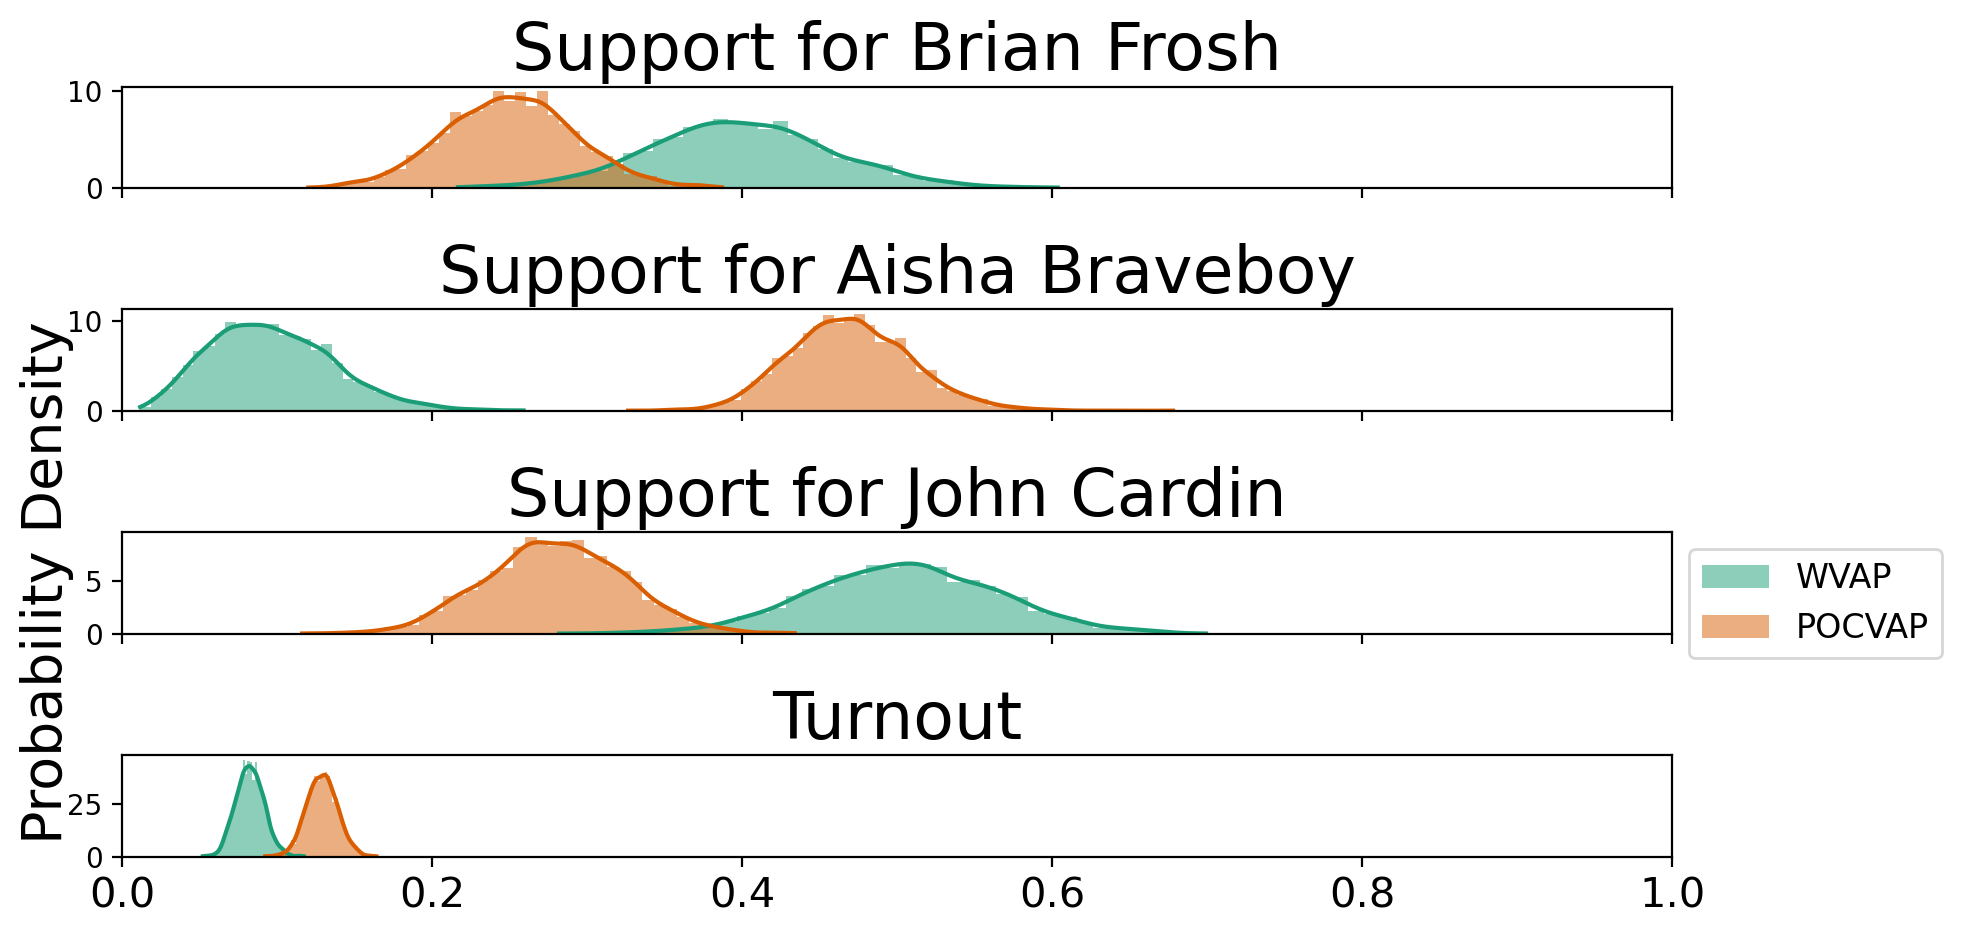 Support for Brian Frosh
10
0
Support for Aisha Braveboy
10
0
Support for John Cardin
5
0
Turnout
25
0
0.0 0.2 0.4 0.6 0.8 1.0
Probability Density
WVAP
POCVAP